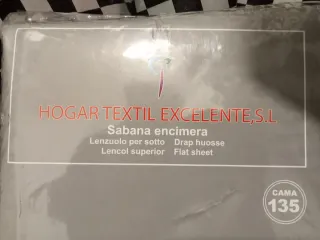 HOGAR TEXTIL EXCELENTE,S.L
Sabana encimera
Lenzuolo per sotto Drap huosse
Lencol superior Flat sheet
CAMA
135